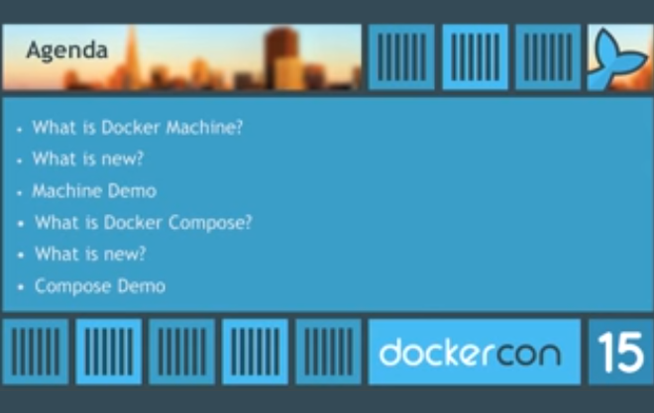 Agenda
• What is Docker Machine?
• What is new?
• Machine Demo
• What is Docker Compose?
• What is new?
• Compose Demo
dockercon
15